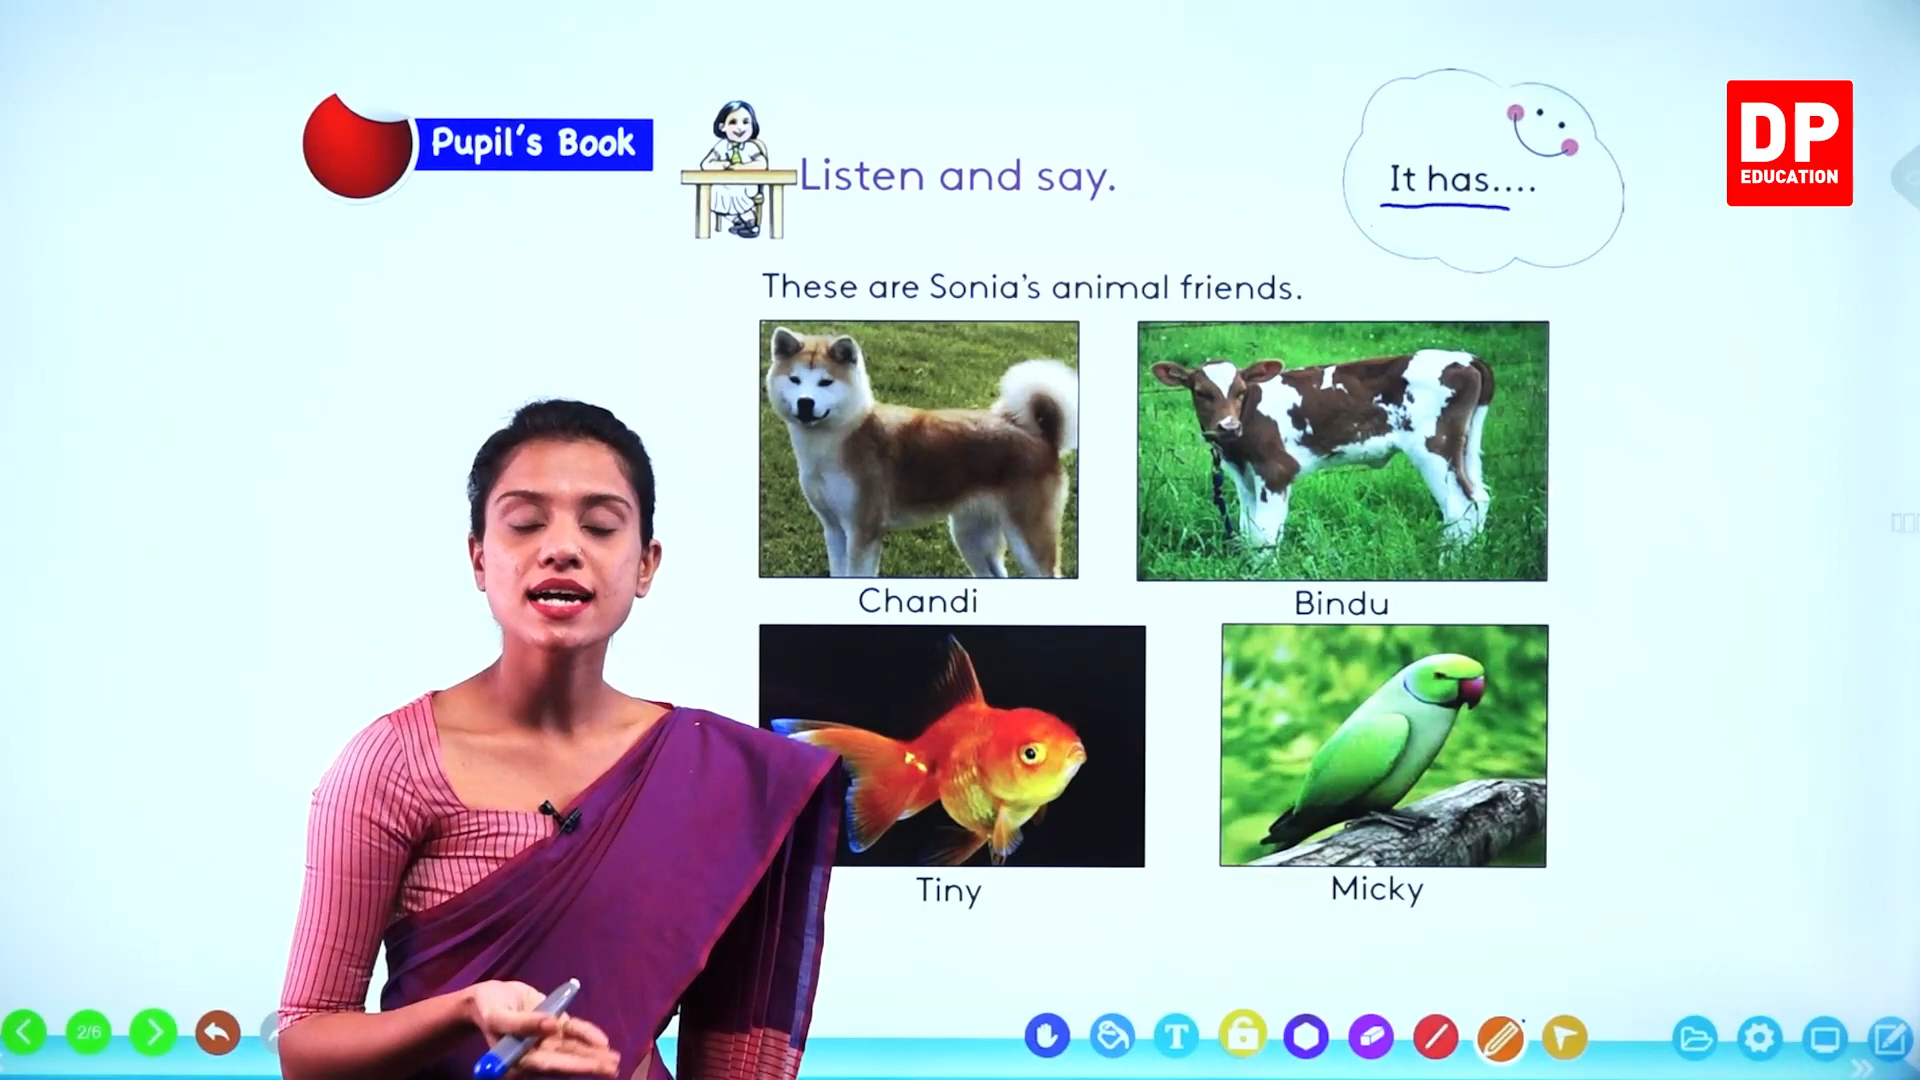 Pupil's Book
Listen and say.
It has....
DP
EDUCATION
These are Sonia's animal friends.
Chandi
Bindu
Tiny
Micky
2/6
T